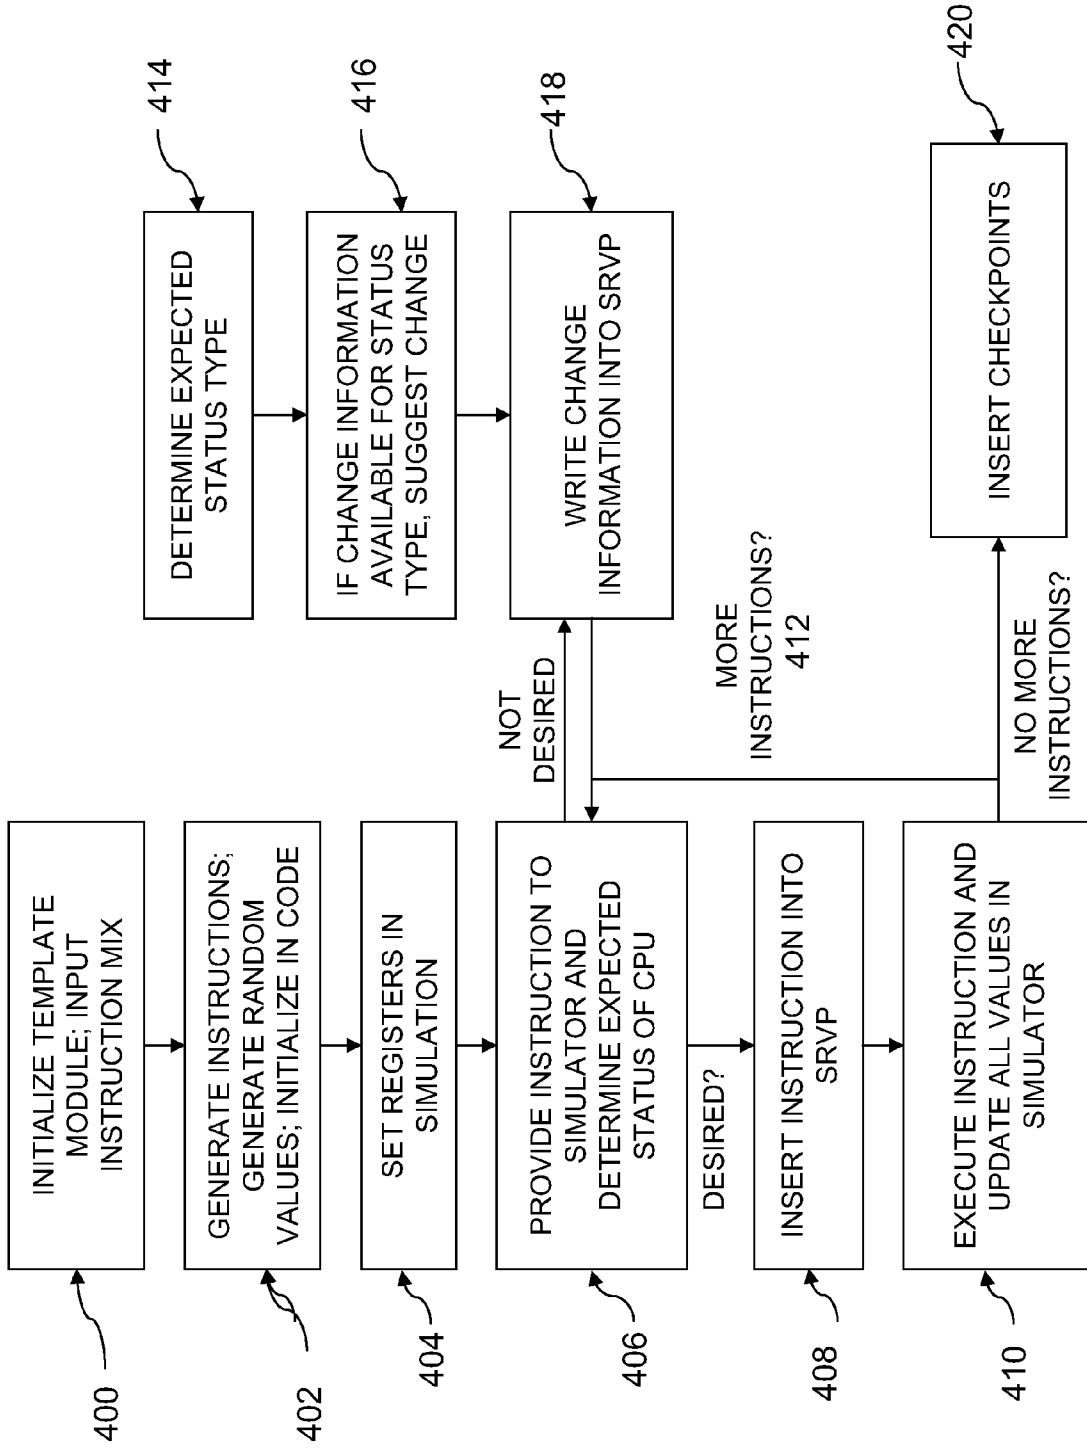 400
INITIALIZE TEMPLATE
MODULE; INPUT
INSTRUCTION MIX
402
GENERATE INSTRUCTIONS;
GENERATE RANDOM
VALUES; INITIALIZE IN CODE
404
SET REGISTERS IN
SIMULATION
406
PROVIDE INSTRUCTION TO
SIMULATOR AND
DETERMINE EXPECTED
STATUS OF CPU
DESIRED?
408
INSERT INSTRUCTION INTO
SRVP
410
EXECUTE INSTRUCTION AND
UPDATE ALL VALUES IN
SIMULATOR
NOT
DESIRED
MORE
INSTRUCTIONS?
412
NO MORE
INSTRUCTIONS?
DETERMINE EXPECTED
STATUS TYPE
414
IF CHANGE INFORMATION
AVAILABLE FOR STATUS
TYPE, SUGGEST CHANGE
416
WRITE CHANGE
INFORMATION INTO SRVP
418
INSERT CHECKPOINTS
420